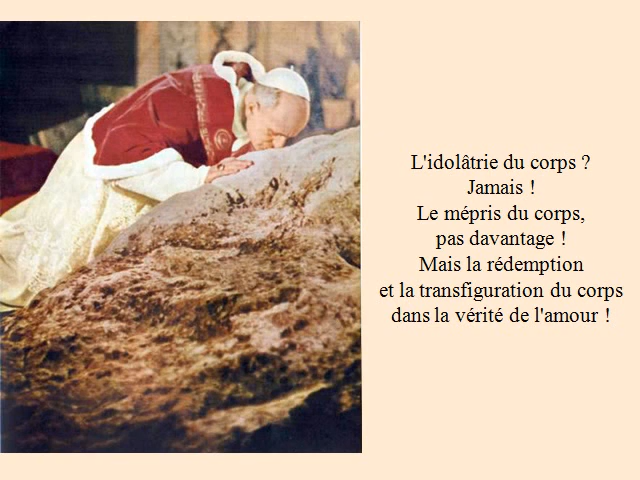 L'idolâtrie du corps ?
Jamais !
Le mépris du corps,
pas davantage !
Mais la rédemption
et la transfiguration du corps
dans la vérité de l'amour !